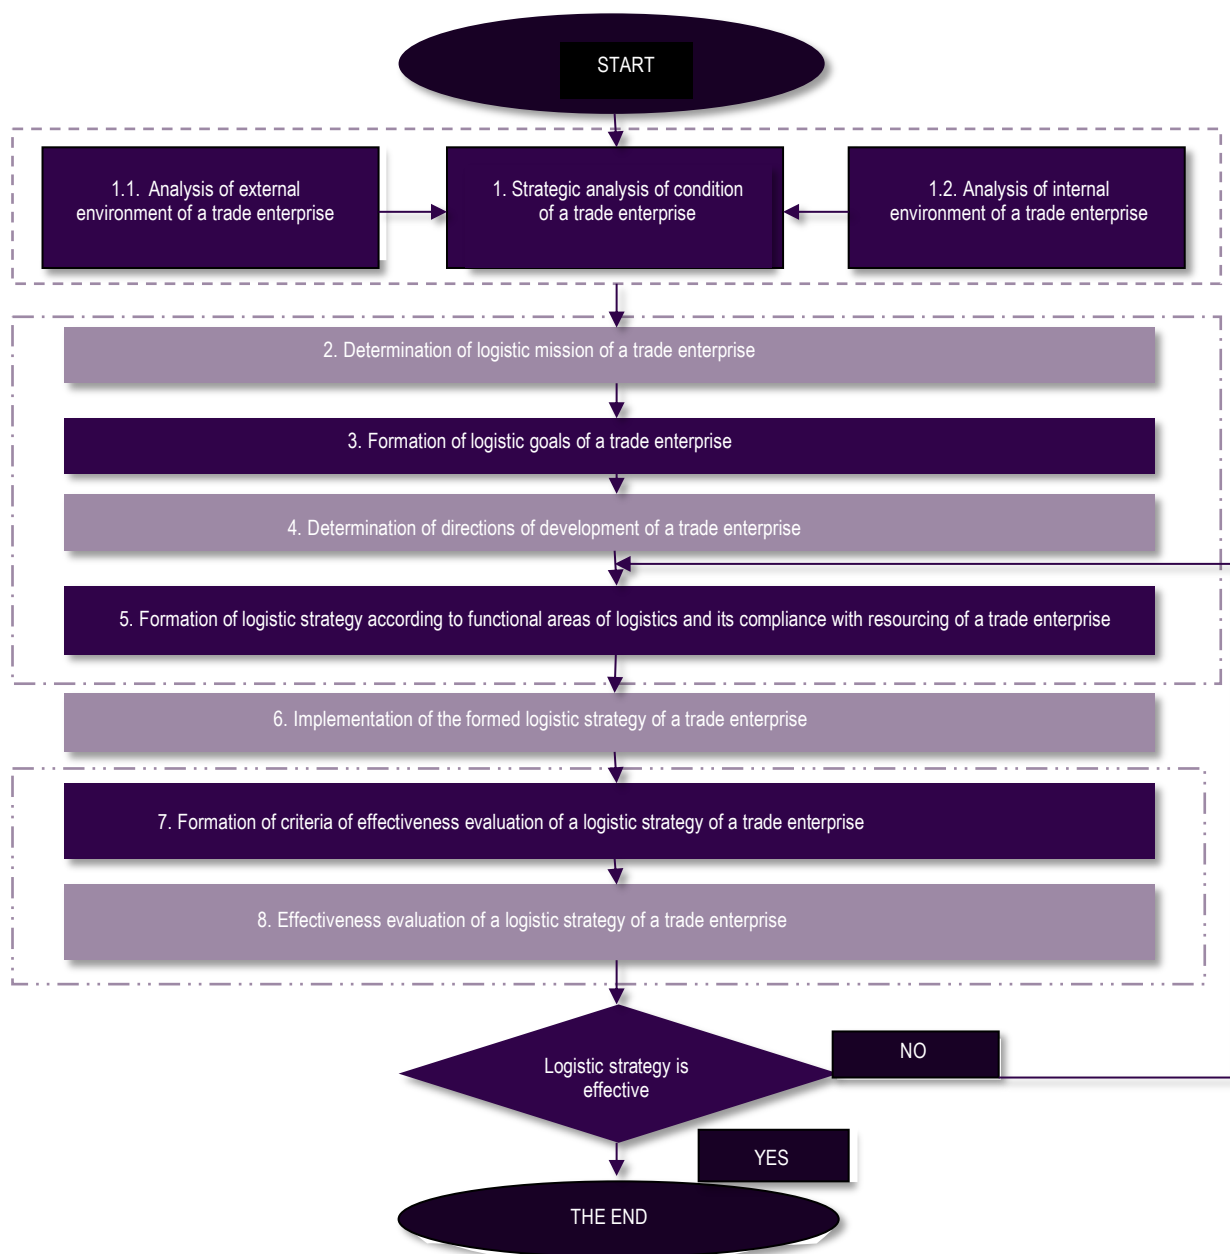 START
1.1. Analysis of external
environment of a trade enterprise
1. Strategic analysis of condition
of a trade enterprise
1.2. Analysis of internal
environment of a trade enterprise
2. Determination of logistic mission of a trade enterprise
3. Formation of logistic goals of a trade enterprise
4. Determination of directions of development of a trade enterprise
5. Formation of logistic strategy according to functional areas of logistics and its compliance with resourcing of a trade enterprise
6. Implementation of the formed logistic strategy of a trade enterprise
7. Formation of criteria of effectiveness evaluation of a logistic strategy of a trade enterprise
8. Effectiveness evaluation of a logistic strategy of a trade enterprise
Logistic strategy is
effective
NO
YES
THE END